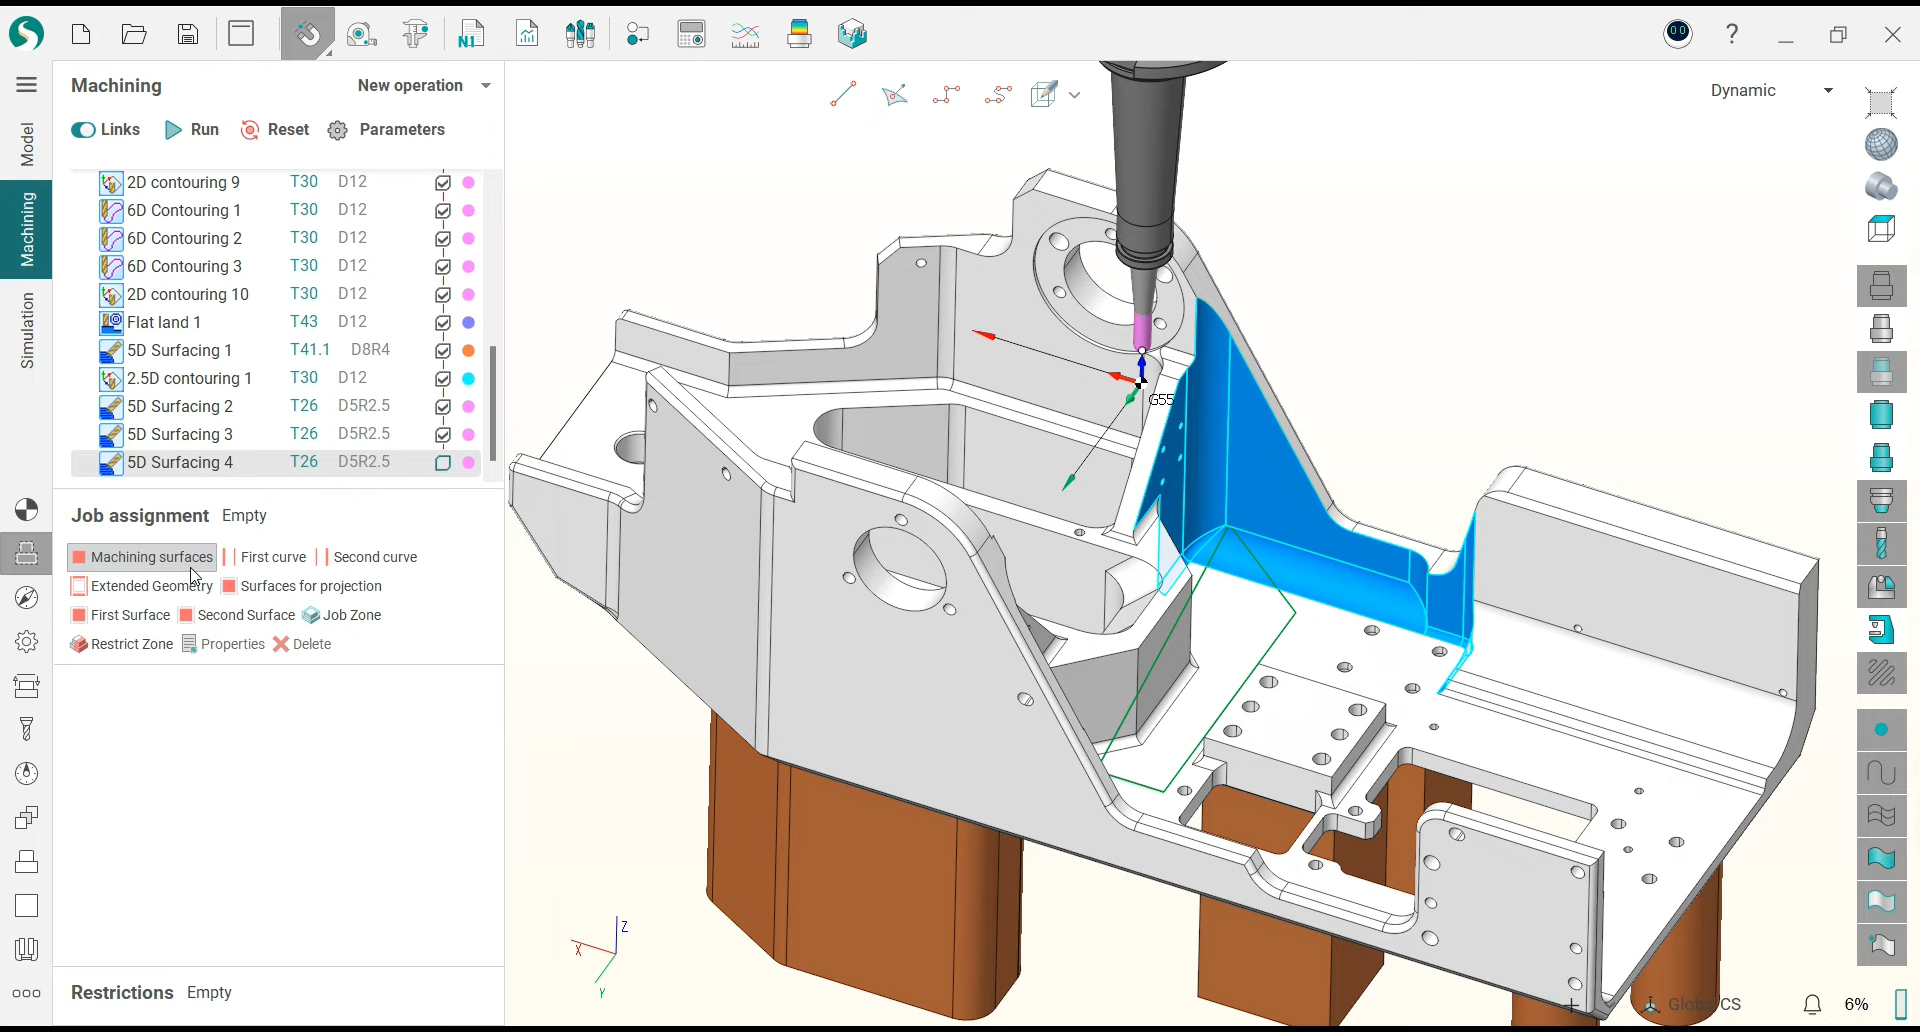 N1
?
Machining
New operation
Links
Run
Reset
Parameters
Dynamic
Model
Machining
Simulation
2D contouring 9 T30 D12
6D Contouring 1 T30 D12
6D Contouring 2 T30 D12
6D Contouring 3 T30 D12
2D contouring 10 T30 D12
Flat land 1 T43 D12
5D Surfacing 1 T41.1 D8R4
2.5D contouring 1 T30 D12
5D Surfacing 2 T26 D5R2.5
5D Surfacing 3 T26 D5R2.5
5D Surfacing 4 T26 D5R2.5
G55
Job assignment Empty
Machining surfaces First curve Second curve
Extended Geometry Surfaces for projection
First Surface Second Surface Job Zone
Restrict Zone Properties Delete
Z
X
Y
Restrictions Empty
Global CS
6%